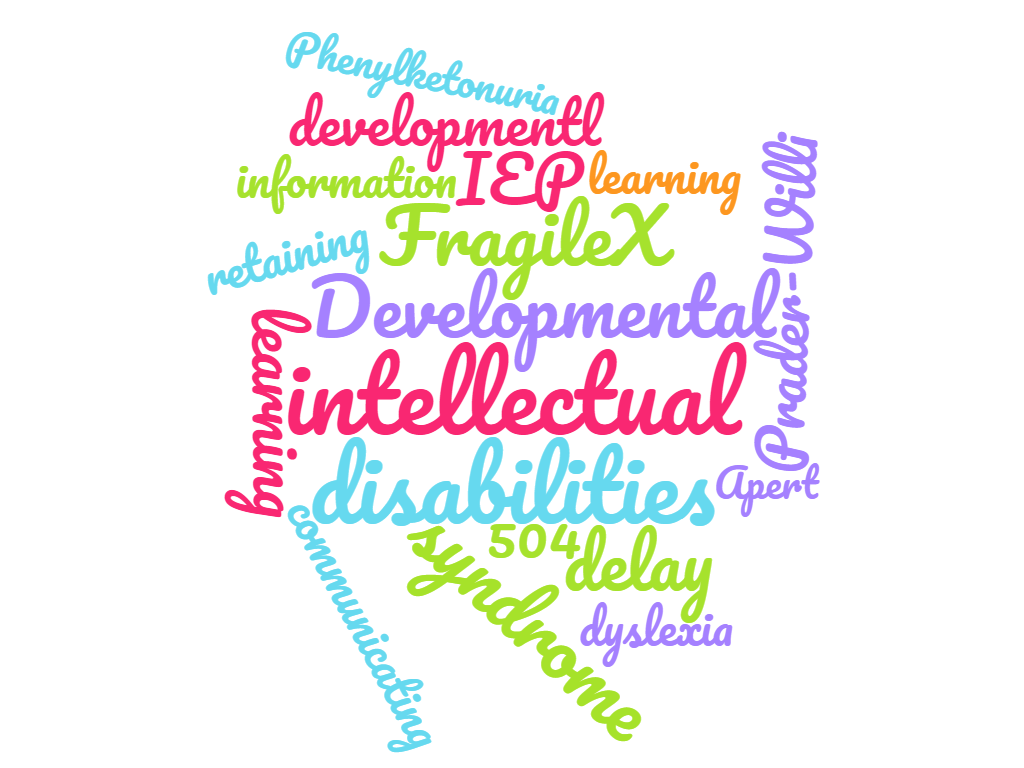 Phenylketonuria
developmentl
information
IEP
learning
FragileX
retaining
Developmental
Prader-Willi
learning
intellectual
disabilities
Apert
communicating
syndrome
504
delay
dyslexia